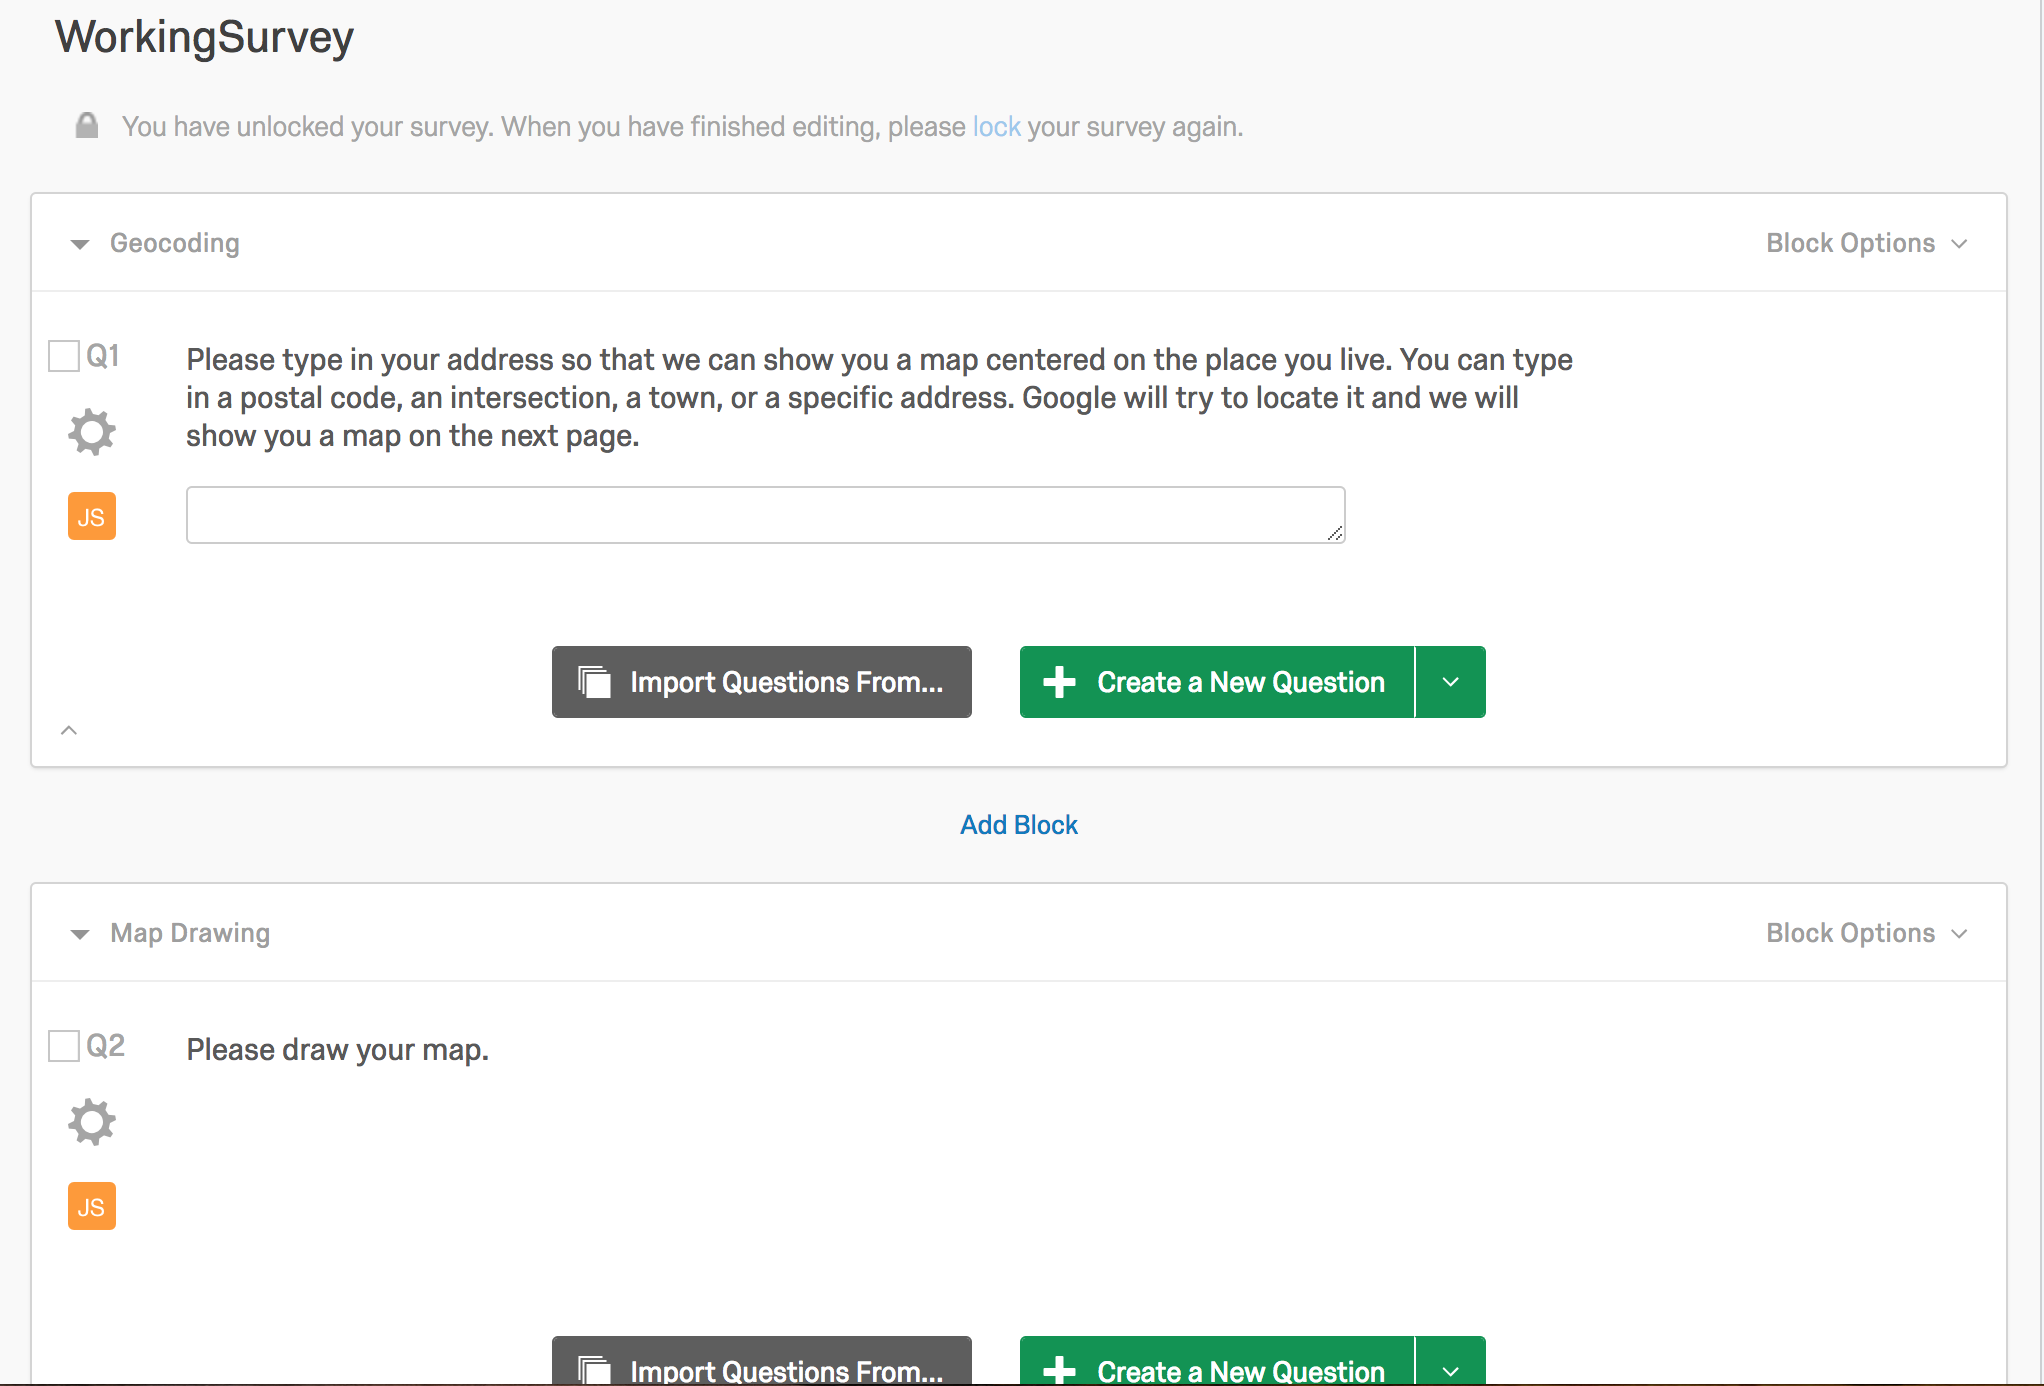 WorkingSurvey
You have unlocked your survey. When you have finished editing, please lock your survey again.
Geocoding
Block Options
Q1
Please type in your address so that we can show you a map centered on the place you live. You can type
in a postal code, an intersection, a town, or a specific address. Google will try to locate it and we will
show you a map on the next page.
JS
Import Questions From...
Create a New Question
Add Block
Map Drawing
Block Options
Q2
Please draw your map.
JS
Import Questions From...
Create a New Question